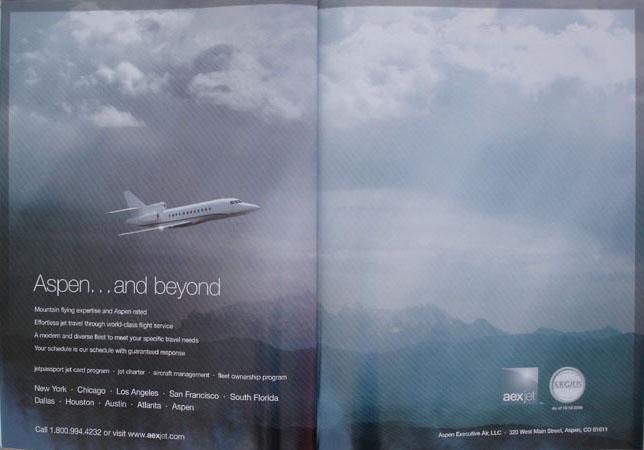 Aspen...and beyond
Mountain flying expertise and Aspen rated
Effortless jet travel through world-class flight service
A modern and diverse fleet to meet your specific travel needs
Your schedule is our schedule with guaranteed response
jetpassport jet card program · jet charter · aircraft management · fleet ownership program
New York · Chicago · Los Angeles · San Francisco · South Florida
Dallas · Houston · Austin · Atlanta · Aspen
Call 1.800.994.4232 or visit www.aexjet.com
aexjet
ARG/US
Aspen Executive Air, LLC · 320 West Main Street, Aspen, CO 81611